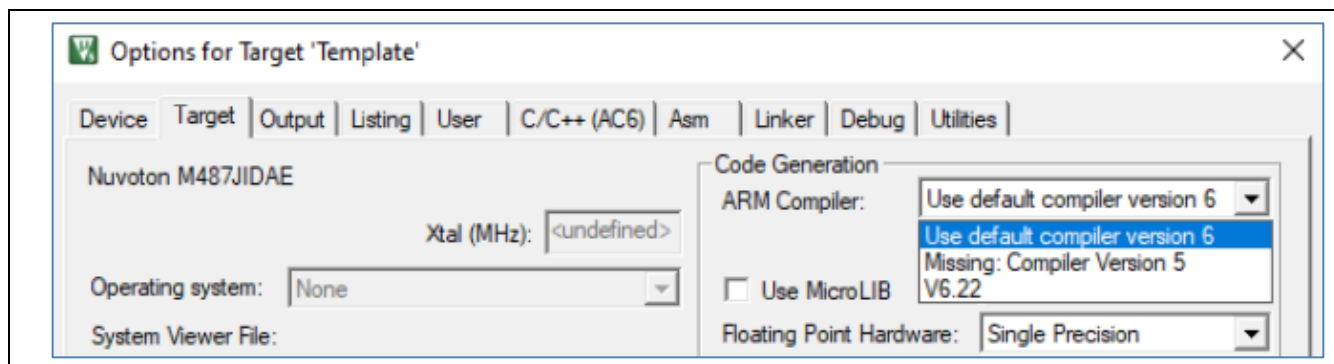 Options for Target 'Template'
Device Target Output Listing User C/C++ (AC6) Asm Linker Debug Utilities
Nuvoton M487JIDAE
Xtal (MHz): <undefined>
Operating system: None
System Viewer File:
Code Generation
ARM Compiler: Use default compiler version 6
Use default compiler version 6
Missing: Compiler Version 5
V6.22
Use MicroLIB
Floating Point Hardware: Single Precision